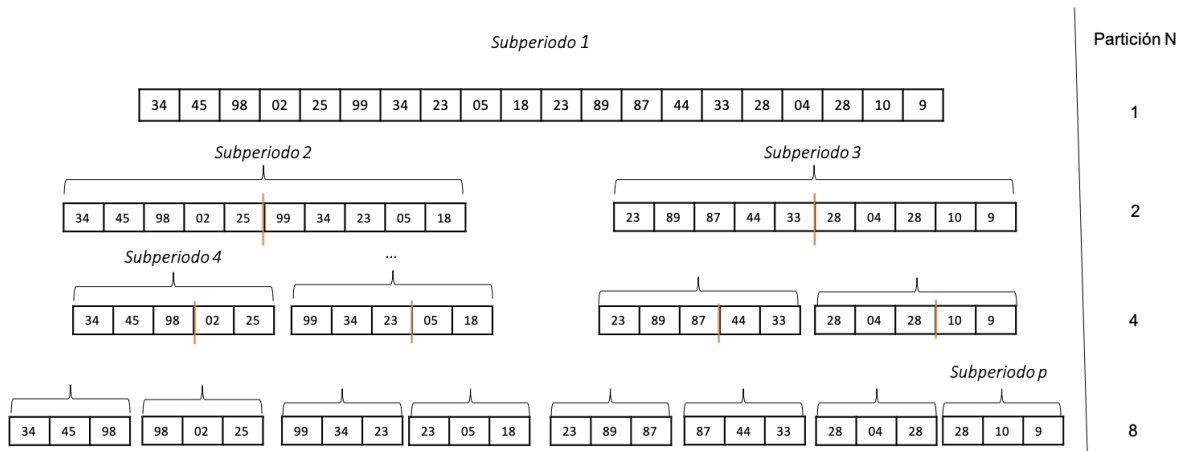 Subperiodo 1
Partición N
34 45 98 02 25 99 34 23 05 18 23 89 87 44 33 28 04 28 10 9
1
Subperiodo 2
Subperiodo 3
34 45 98 02 25 99 34 23 05 18
23 89 87 44 33 28 04 28 10 9
2
Subperiodo 4
...
34 45 98 02 25
99 34 23 05 18
23 89 87 44 33
28 04 28 10 9
4
Subperiodo p
34 45 98
98 02 25
99 34 23
23 05 18
23 89 87
87 44 33
28 04 28
28 10 9
8